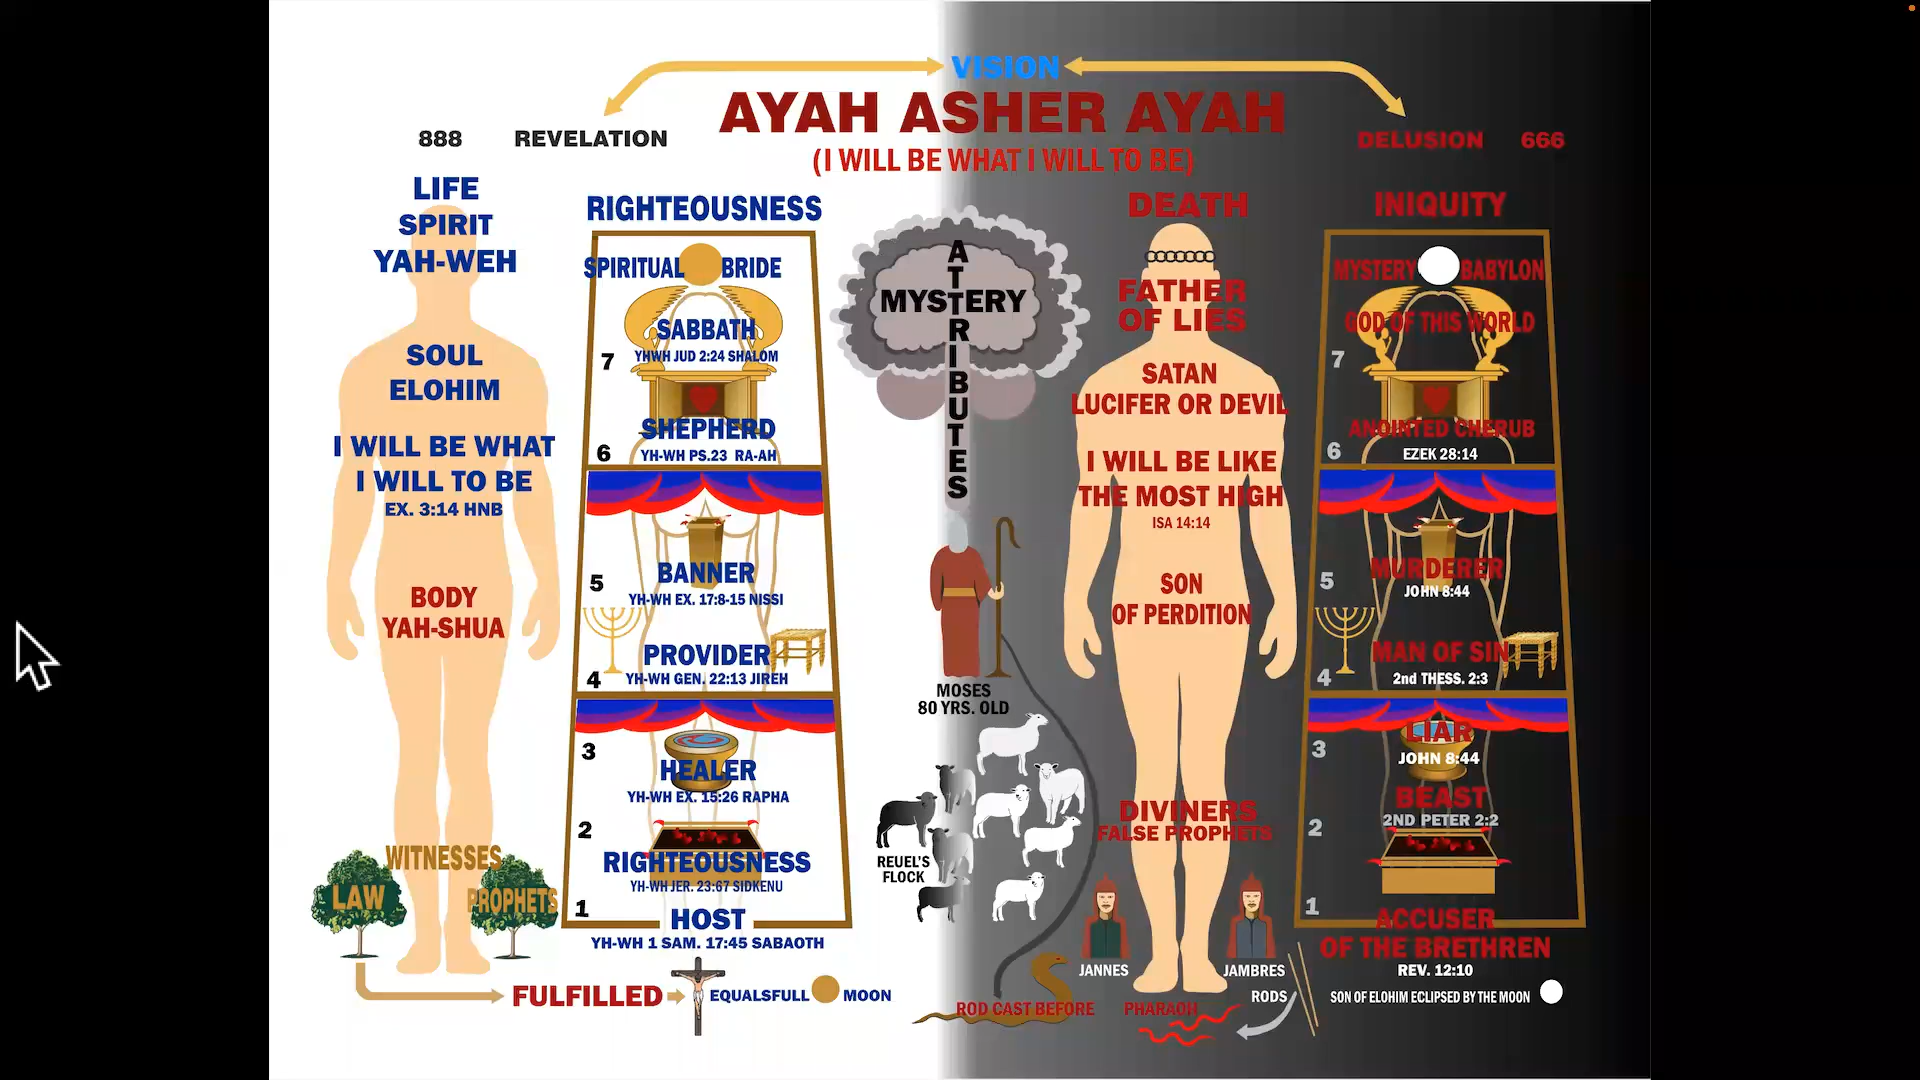 VISION
AYAH ASHER AYAH
(I WILL BE WHAT I WILL TO BE)
888 REVELATION
DELUSION 666
LIFE
SPIRIT
YAH-WEH
SOUL
ELOHIM
I WILL BE WHAT
I WILL TO BE
EX. 3:14 HNB
BODY
YAH-SHUA
WITNESSES
LAW
PROPHETS
FULFILLED
EQUALSFULL MOON
RIGHTEOUSNESS
SPIRITUAL BRIDE
SABBATH
YHWH JUD 2:24 SHALOM
7
SHEPHERD
YH-WH PS.23 RA-AH
6
BANNER
5
YH-WH EX. 17:8-15 NISSI
PROVIDER
YH-WH GEN. 22:13 JIREH
4
3
HEALER
YH-WH EX. 15:26 RAPHA
2
RIGHTEOUSNESS
YH-WH JER. 23:67 SIDKENU
1
HOST
YH-WH 1 SAM. 17:45 SABAOTH
MYSTERY
ATTRIBUTES
MOSES
80 YRS. OLD
REUEL'S
FLOCK
ROD CAST BEFORE PHARAOH
DEATH
FATHER
OF LIES
SATAN
LUCIFER OR DEVIL
I WILL BE LIKE
THE MOST HIGH
ISA 14:14
SON
OF PERDITION
DIVINERS
FALSE PROPHETS
JANNES
JAMBRES
RODS
INIQUITY
MYSTERY BABYLON
GOD OF THIS WORLD
7
ANOINTED CHERUB
6
EZEK 28:14
MURDERER
5
JOHN 8:44
MAN OF SIN
4
2nd THESS. 2:3
LIAR
3
JOHN 8:44
BEAST
2ND PETER 2:2
2
1
ACCUSER
OF THE BRETHREN
REV. 12:10
SON OF ELOHIM ECLIPSED BY THE MOON